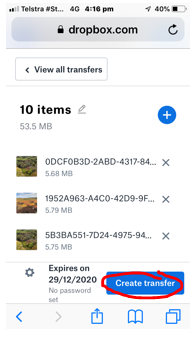 Telstra #St... 4G 4:16 pm 40%
dropbox.com
< View all transfers
10 items
53.5 MB
0DCF0B3D-2ABD-4317-84...
5.68 MB
1952A963-A4C0-42D9-9F...
5.79 MB
5B3BA551-7D24-4975-94...
5.75 MB
Expires on
29/12/2020
No password
set
Create transfer